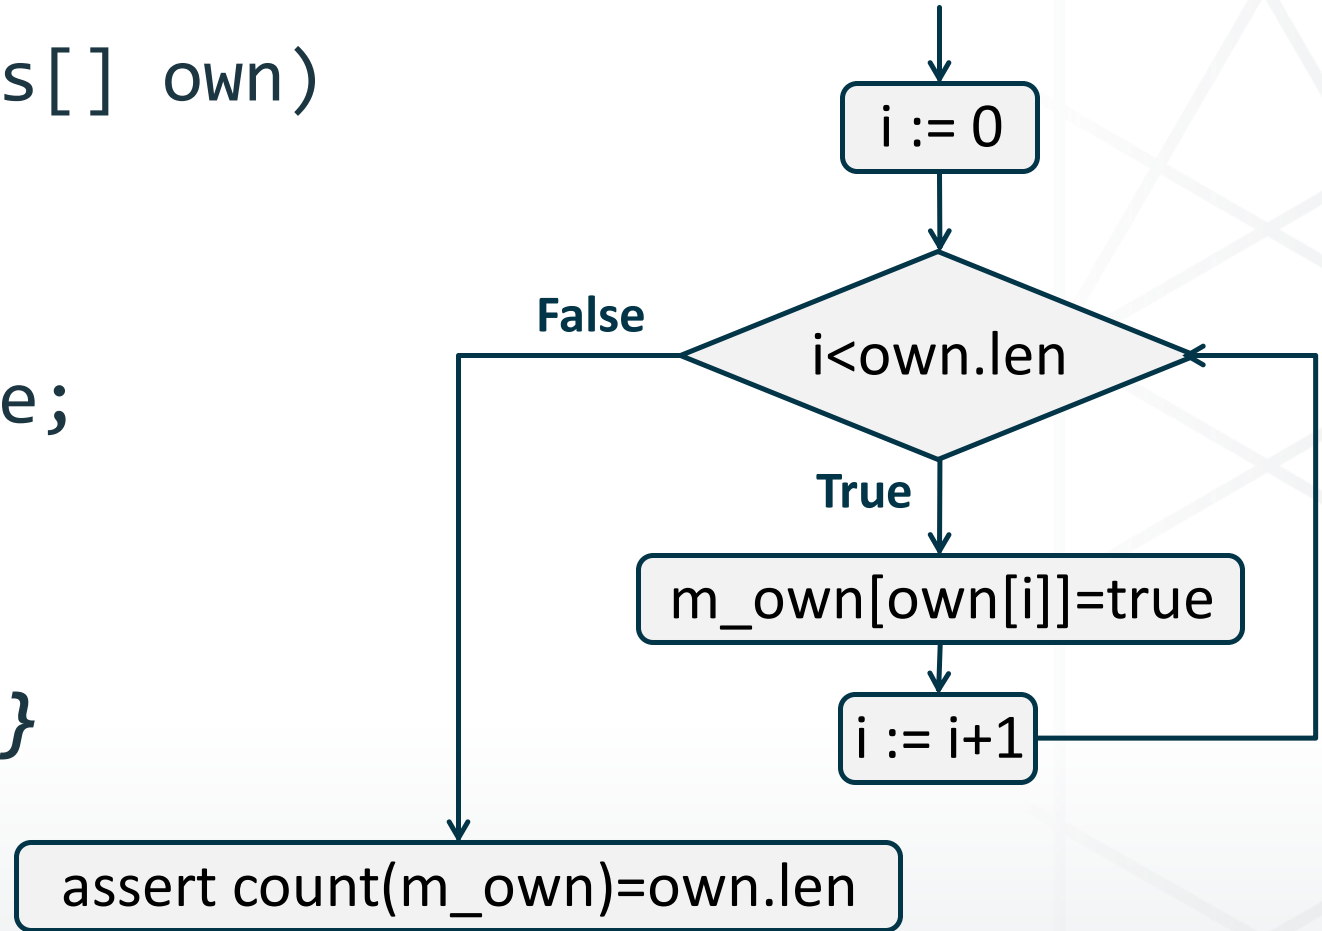 s[] own)
e;
}
i := 0
i<own.len
False
True
m_own[own[i]]=true
i := i+1
assert count(m_own)=own.len